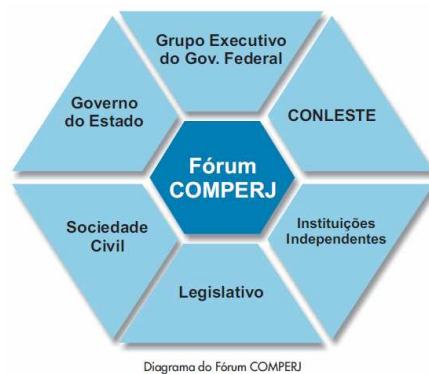 Grupo Executivo
do Gov. Federal
Governo
do Estado
CONLESTE
Fórum
COMPERJ
Sociedade
Civil
Instituições
Independentes
Legislativo
Diagrama do Fórum COMPERJ